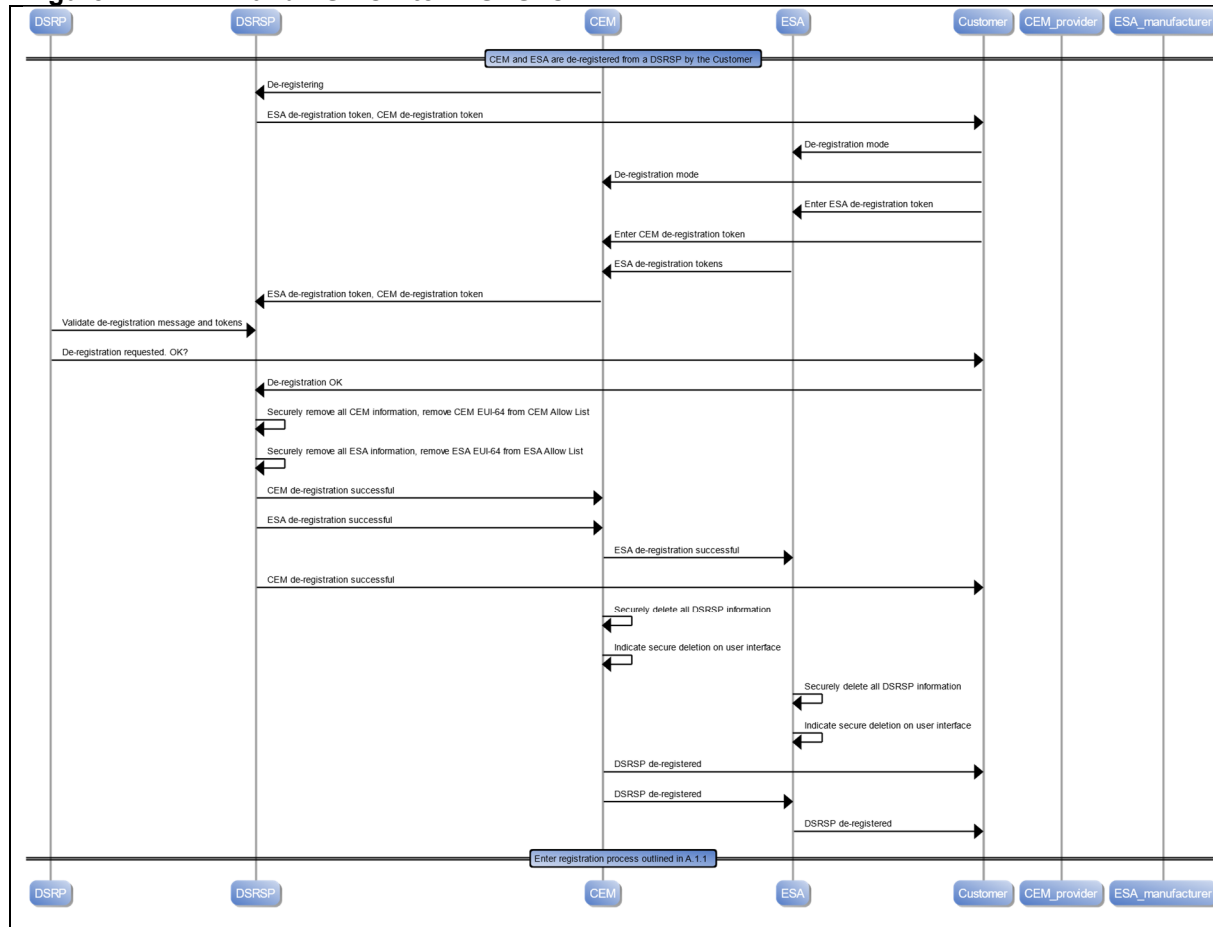 DSRP DSRSP CEM ESA Customer CEM_provider ESA_manufacturer
CEM and ESA are de-registered from a DSRSP by the Customer
De-registering
ESA de-registration token, CEM de-registration token
De-registration mode
De-registration mode
Enter ESA de-registration token
Enter CEM de-registration token
ESA de-registration tokens
ESA de-registration token, CEM de-registration token
Validate de-registration message and tokens
De-registration requested. OK?
De-registration OK
Securely remove all CEM information, remove CEM EUI-64 from CEM Allow List
Securely remove all ESA information, remove ESA EUI-64 from ESA Allow List
CEM de-registration successful
ESA de-registration successful
ESA de-registration successful
CEM de-registration successful
Securely delete all DSRSP information
Indicate secure deletion on user interface
Securely delete all DSRSP information
Indicate secure deletion on user interface
DSRSP de-registered
DSRSP de-registered
DSRSP de-registered
Enter registration process outlined in A.1.1
DSRP DSRSP CEM ESA Customer CEM_provider ESA_manufacturer